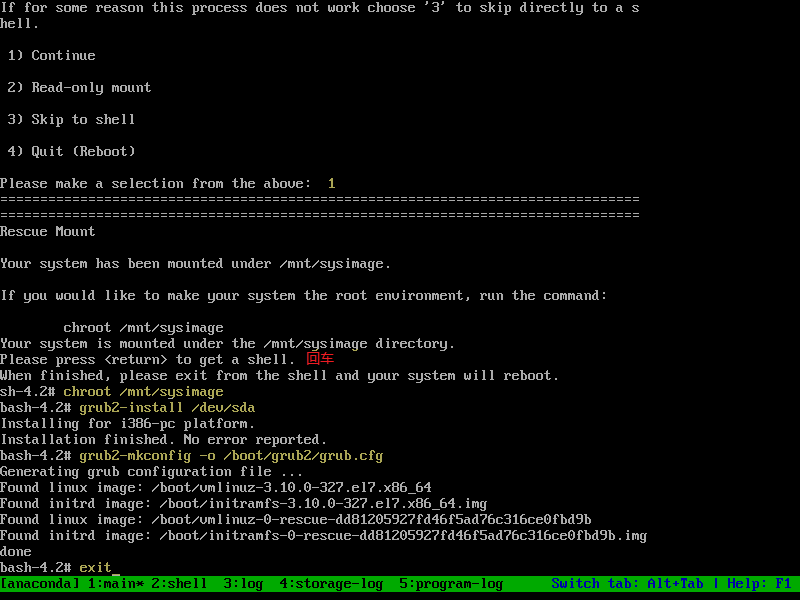 If for some reason this process does not work choose '3' to skip directly to a s
hell.
1) Continue
2) Read-only mount
3) Skip to shell
4) Quit (Reboot)
Please make a selection from the above:  1
================================================================================
================================================================================
Rescue Mount
Your system has been mounted under /mnt/sysimage.
If you would like to make your system the root environment, run the command:
chroot /mnt/sysimage
Your system is mounted under the /mnt/sysimage directory.
Please press <return> to get a shell. 回车
When finished, please exit from the shell and your system will reboot.
sh-4.2# chroot /mnt/sysimage
bash-4.2# grub2-install /dev/sda
Installing for i386-pc platform.
Installation finished. No error reported.
bash-4.2# grub2-mkconfig -o /boot/grub2/grub.cfg
Generating grub configuration file ...
Found linux image: /boot/vmlinuz-3.10.0-327.el7.x86_64
Found initrd image: /boot/initramfs-3.10.0-327.el7.x86_64.img
Found linux image: /boot/vmlinuz-0-rescue-dd81205927fd46f5ad76c316ce0fbd9b
Found initrd image: /boot/initramfs-0-rescue-dd81205927fd46f5ad76c316ce0fbd9b.img
done
bash-4.2# exit_
[anaconda] 1:main* 2:shell  3:log  4:storage-log  5:program-log      Switch tab: Alt+Tab | Help: F1